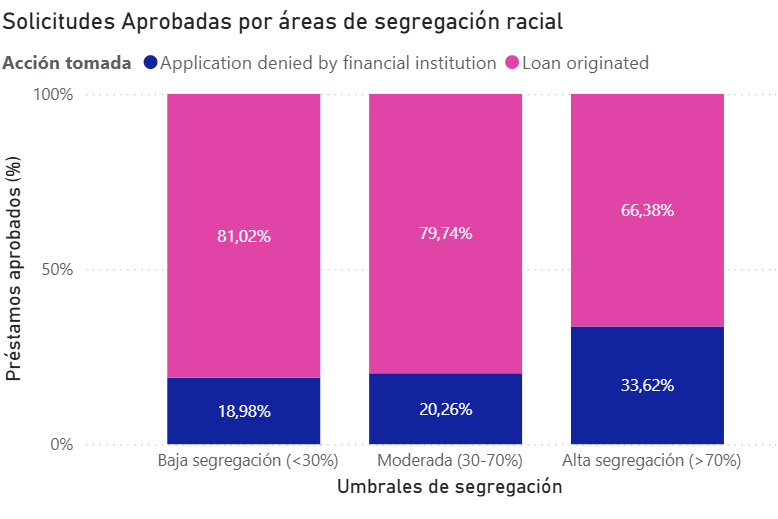 Solicitudes Aprobadas por áreas de segregación racial
Acción tomada Application denied by financial institution Loan originated
Préstamos aprobados (%)
100%
50%
0%
81,02%
79,74%
66,38%
18,98%
20,26%
33,62%
Baja segregación (<30%) Moderada (30-70%) Alta segregación (>70%)
Umbrales de segregación